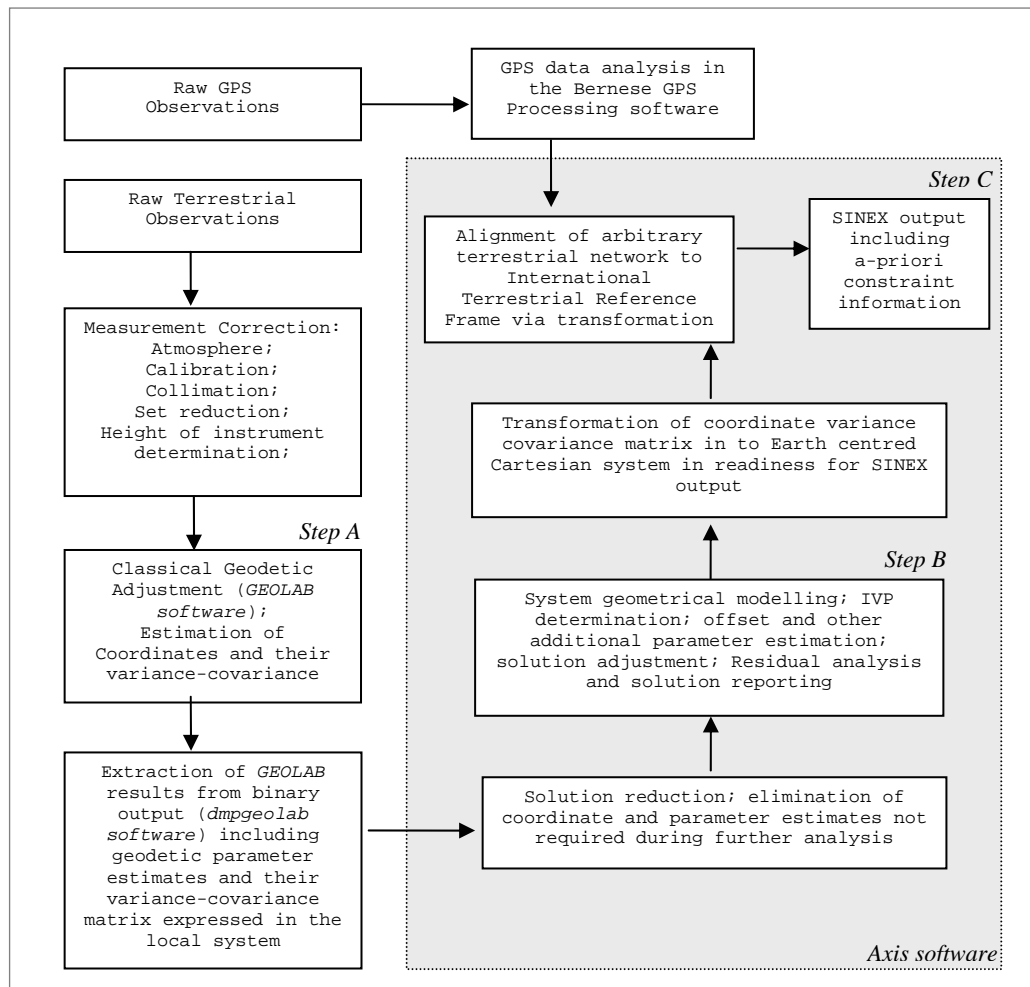 Raw GPS
Observations
GPS data analysis in
the Bernese GPS
Processing software
Step C
Raw Terrestrial
Observations
Alignment of arbitrary
terrestrial network to
International
Terrestrial Reference
Frame via transformation
SINEX output
including
a-priori
constraint
information
Measurement Correction:
Atmosphere;
Calibration;
Collimation;
Set reduction;
Height of instrument
determination;
Transformation of coordinate variance
covariance matrix in to Earth centred
Cartesian system in readiness for SINEX
output
Step A
Classical Geodetic
Adjustment (GEOLAB
software);
Estimation of
Coordinates and their
variance-covariance
Step B
System geometrical modelling; IVP
determination; offset and other
additional parameter estimation;
solution adjustment; Residual analysis
and solution reporting
Extraction of GEOLAB
results from binary
output (dmpgeolab
software) including
geodetic parameter
estimates and their
variance-covariance
matrix expressed in the
local system
Solution reduction; elimination of
coordinate and parameter estimates not
required during further analysis
Axis software